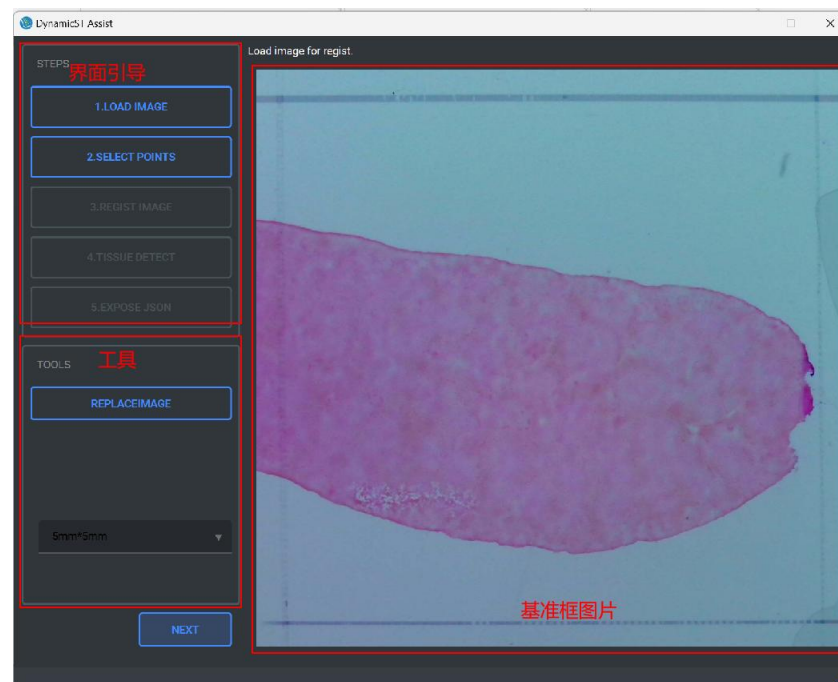 DynamicST Assist
Load image for regist.
STEPS
界面引导
1.LOAD IMAGE
2.SELECT POINTS
3.REGIST IMAGE
4.TISSUE DETECT
5.EXPOSE JSON
TOOLS
工具
REPLACEIMAGE
5mm*5mm
基准框图片
NEXT